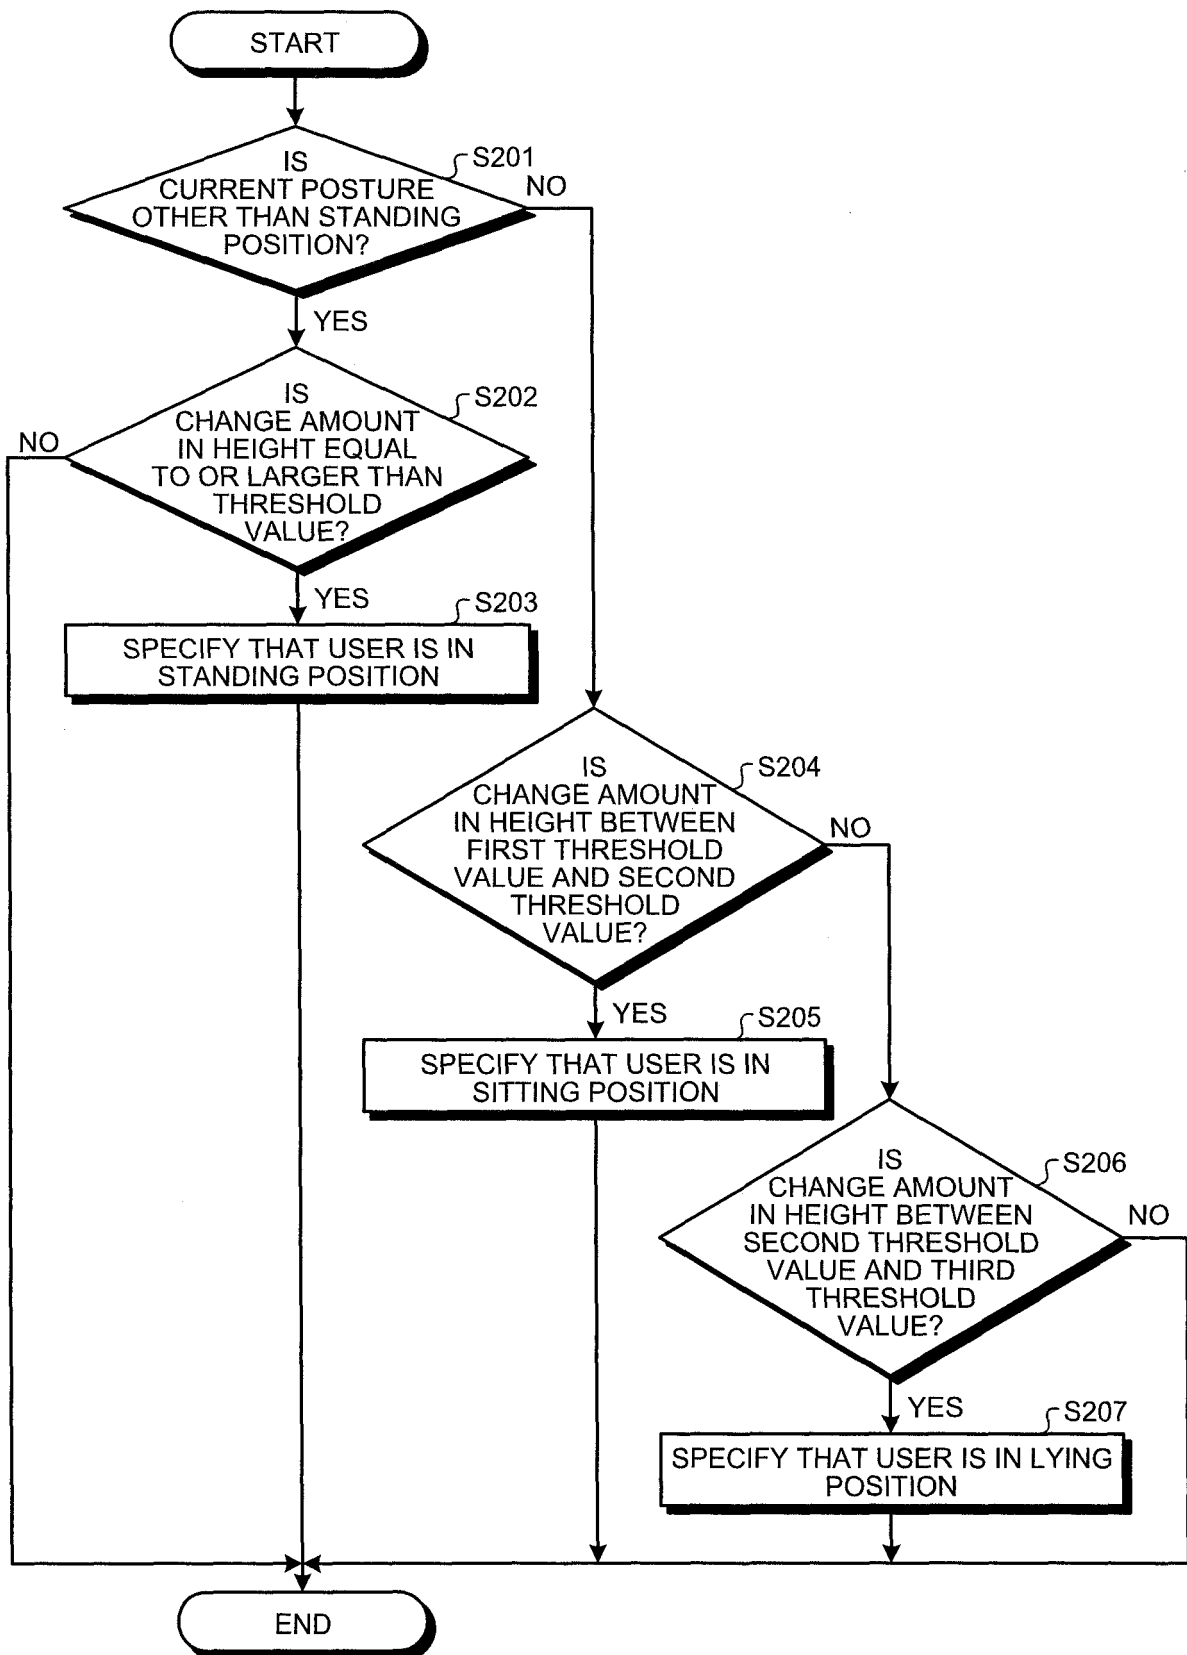 START
IS
CURRENT POSTURE
OTHER THAN STANDING
POSITION?
S201
NO
YES
IS
CHANGE AMOUNT
IN HEIGHT EQUAL
TO OR LARGER THAN
THRESHOLD
VALUE?
S202
NO
YES
S203
SPECIFY THAT USER IS IN
STANDING POSITION
IS
CHANGE AMOUNT
IN HEIGHT BETWEEN
FIRST THRESHOLD
VALUE AND SECOND
THRESHOLD
VALUE?
S204
NO
YES
S205
SPECIFY THAT USER IS IN
SITTING POSITION
IS
CHANGE AMOUNT
IN HEIGHT BETWEEN
SECOND THRESHOLD
VALUE AND THIRD
THRESHOLD
VALUE?
S206
NO
YES
S207
SPECIFY THAT USER IS IN LYING
POSITION
END